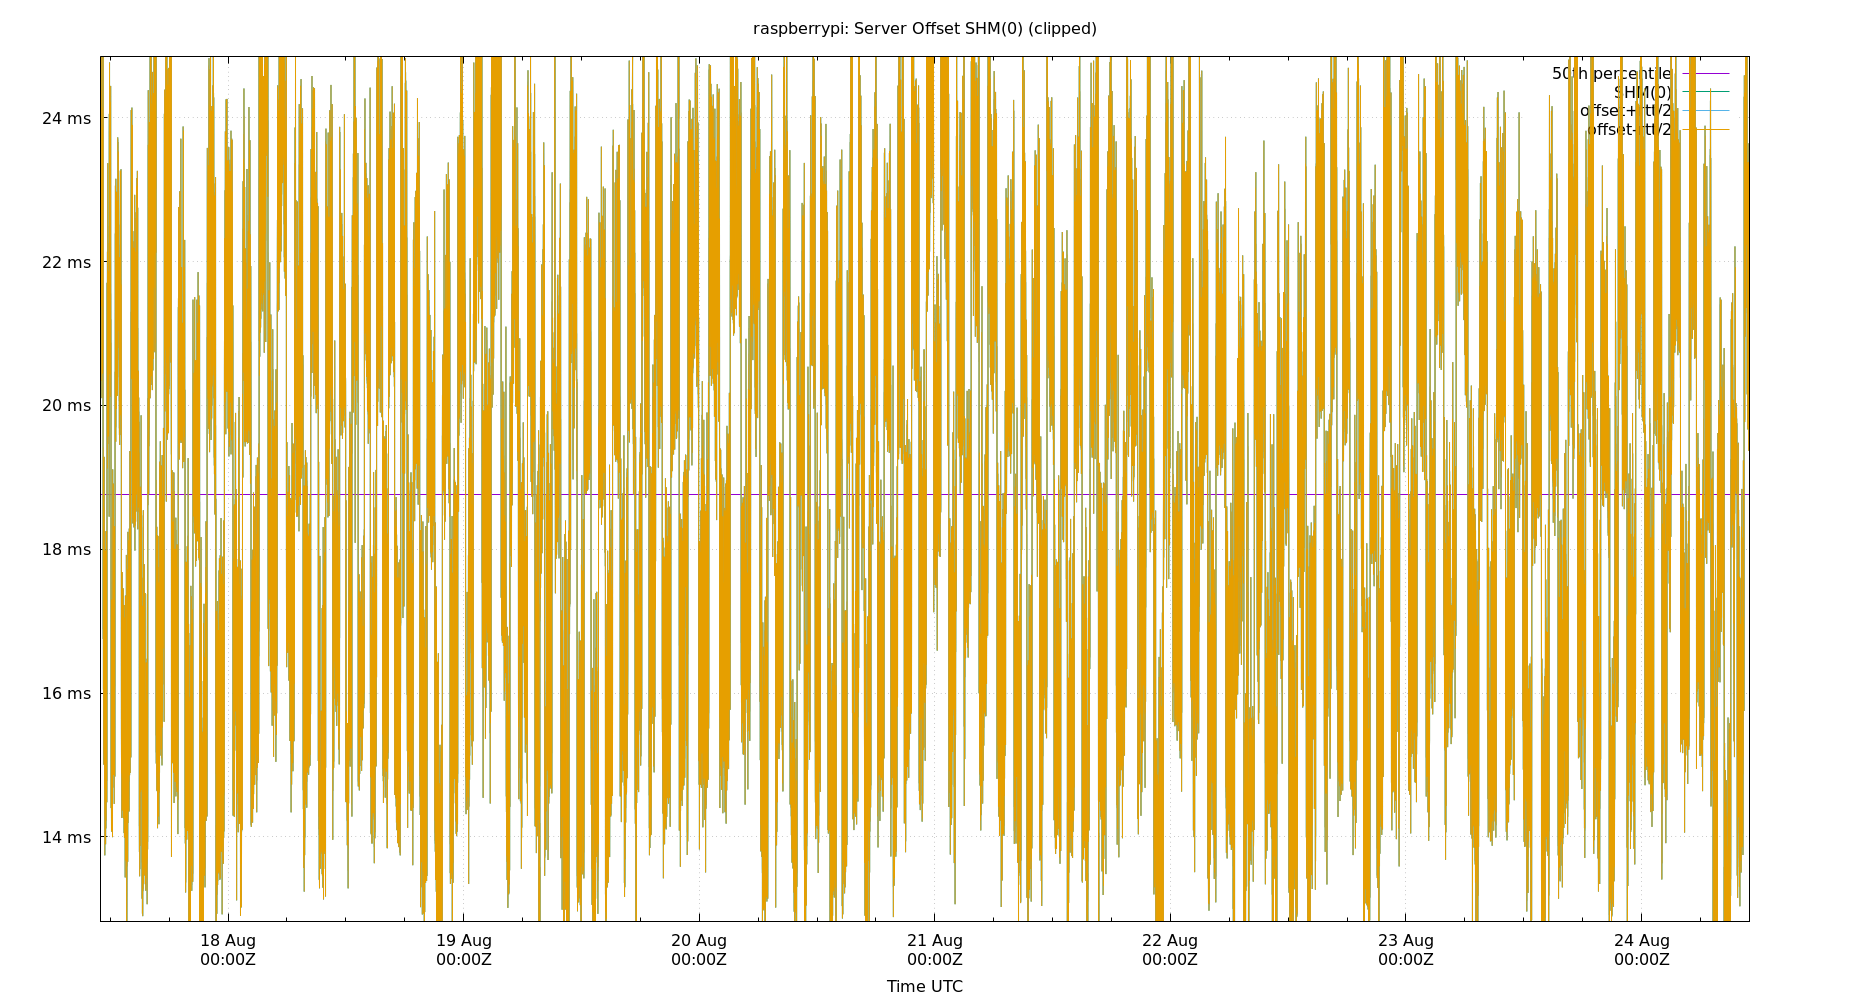 raspberrypi: Server Offset SHM(0) (clipped)
50th percentile
SHM(0)
offset+rtt/2
offset-rtt/2
24 ms
22 ms
20 ms
18 ms
16 ms
14 ms
18 Aug 19 Aug 20 Aug 21 Aug 22 Aug 23 Aug 24 Aug
00:00Z 00:00Z 00:00Z 00:00Z 00:00Z 00:00Z 00:00Z
Time UTC